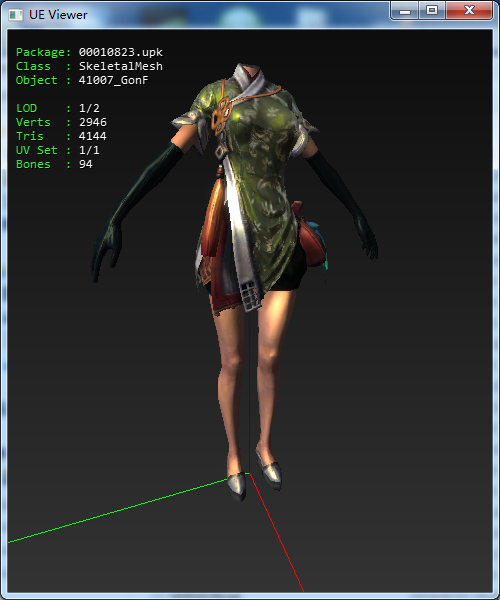 UE Viewer
Package: 00010823.upk
Class : SkeletalMesh
Object : 41007_GonF
LOD : 1/2
Verts : 2946
Tris : 4144
UV Set : 1/1
Bones : 94